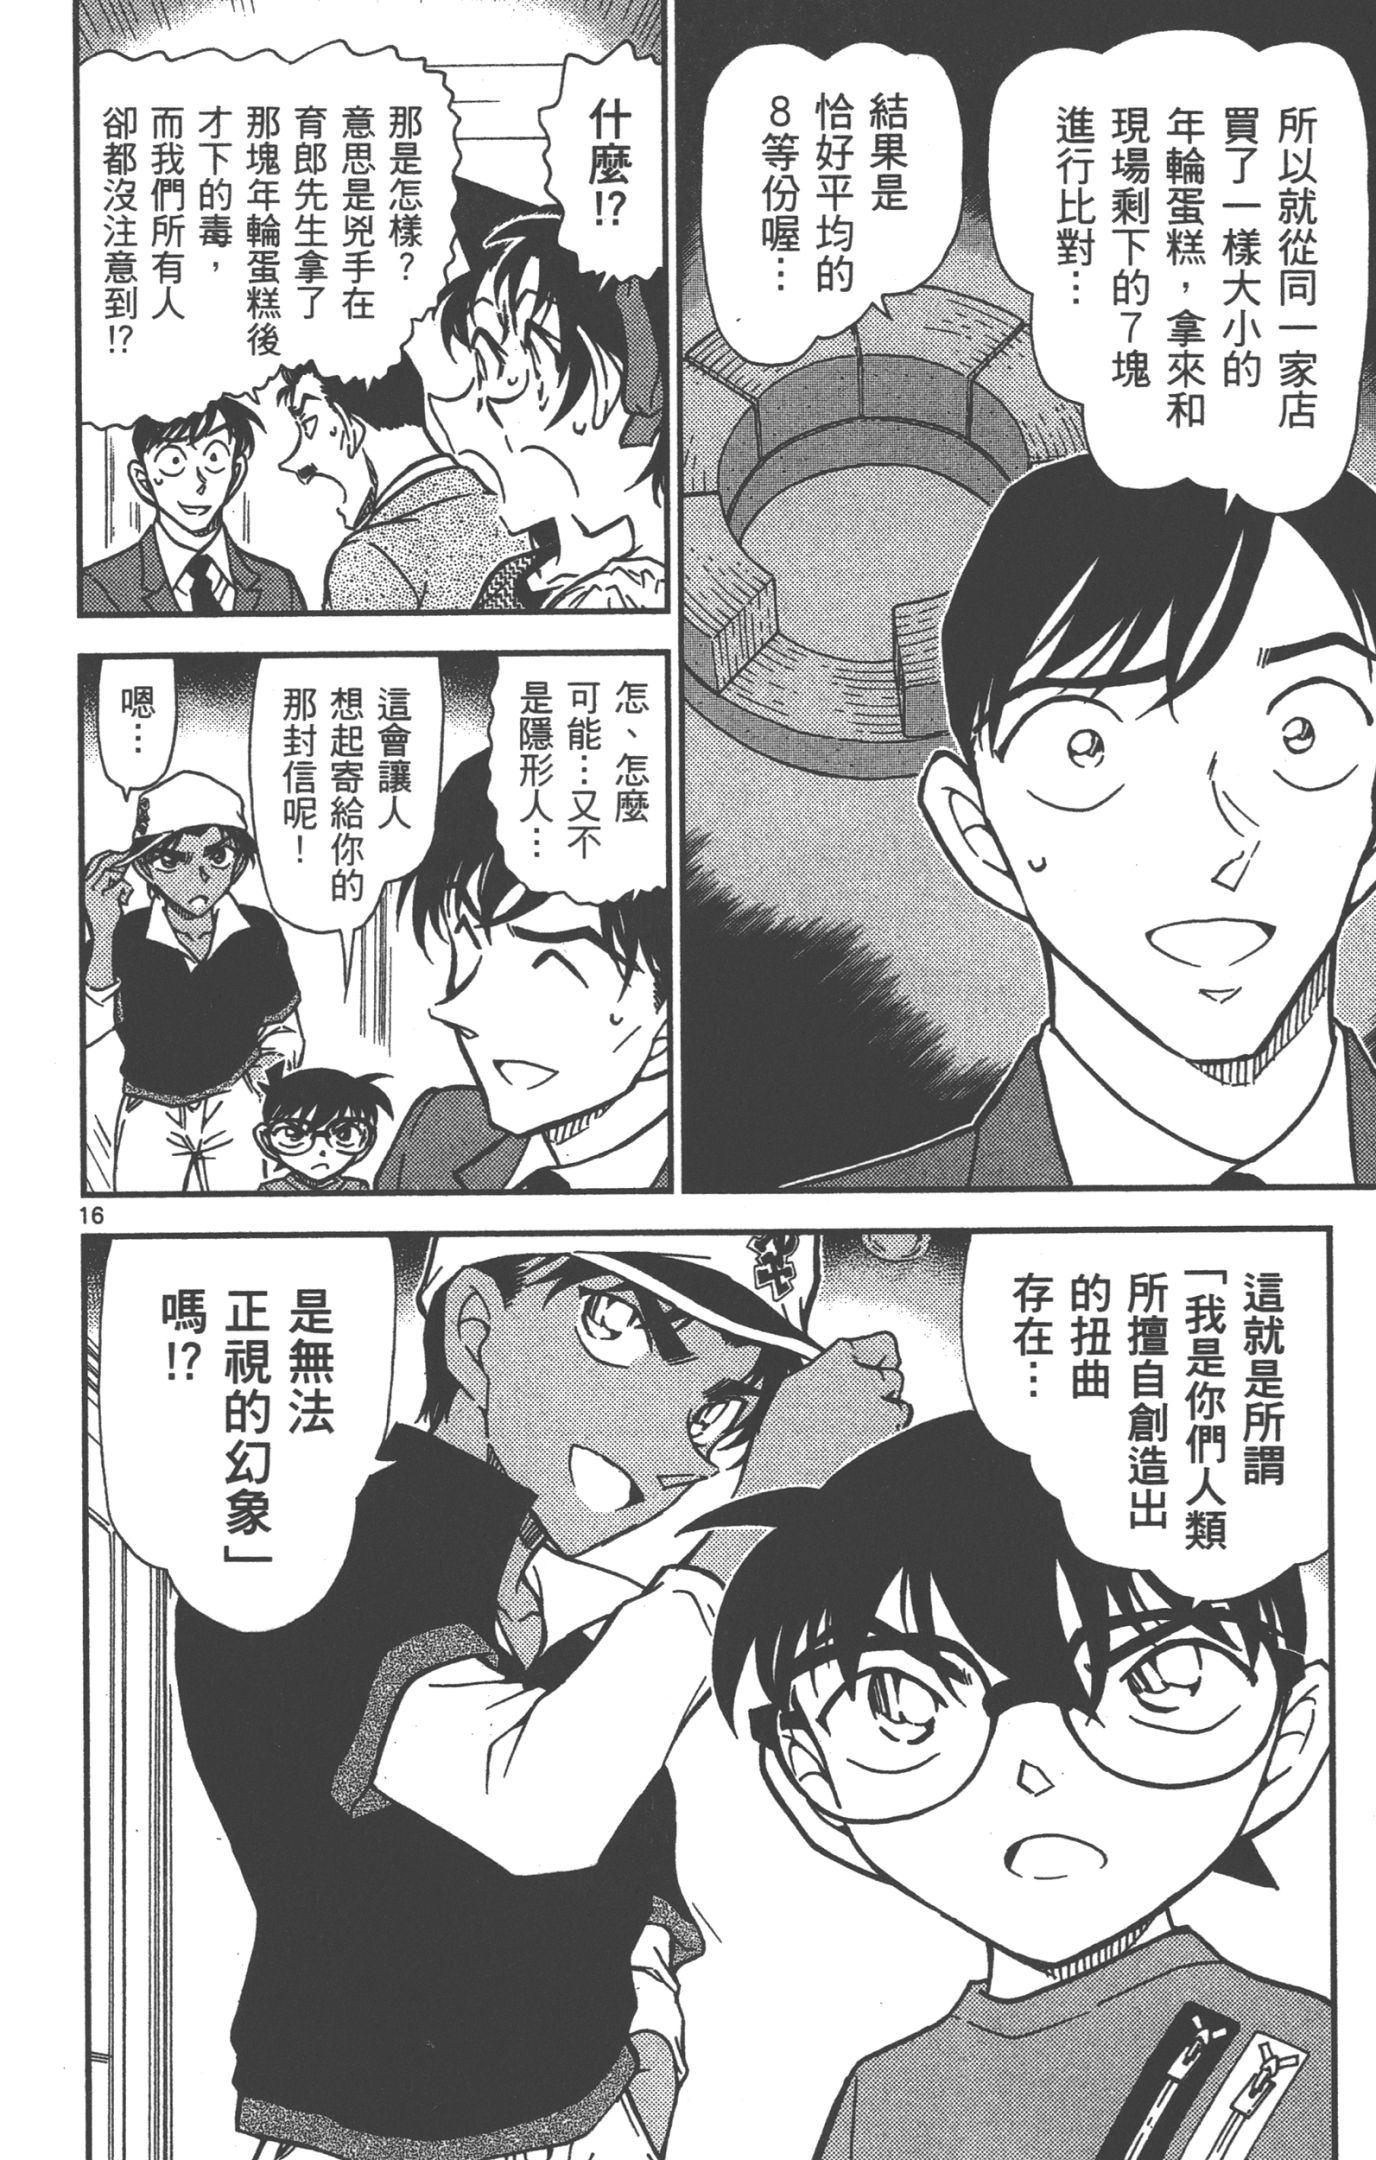 所以就從同一家店
買了一樣大小的
年輪蛋糕，拿來和
現場剩下的7塊
進行比對…
結果是
恰好平均的
8等份喔…
什麼!?
那是怎樣？
意思是兇手在
育郎先生拿了
那塊年輪蛋糕後
才下的毒，
而我們所有人
卻都沒注意到!?
怎、怎麼
可能…又不
是隱形人…
這會讓人
想起寄給你的
那封信呢！
嗯…
16
這就是所謂
「我是你們人類
所擅自創造出
的扭曲
存在…
是無法
正視的幻象」
嗎!?